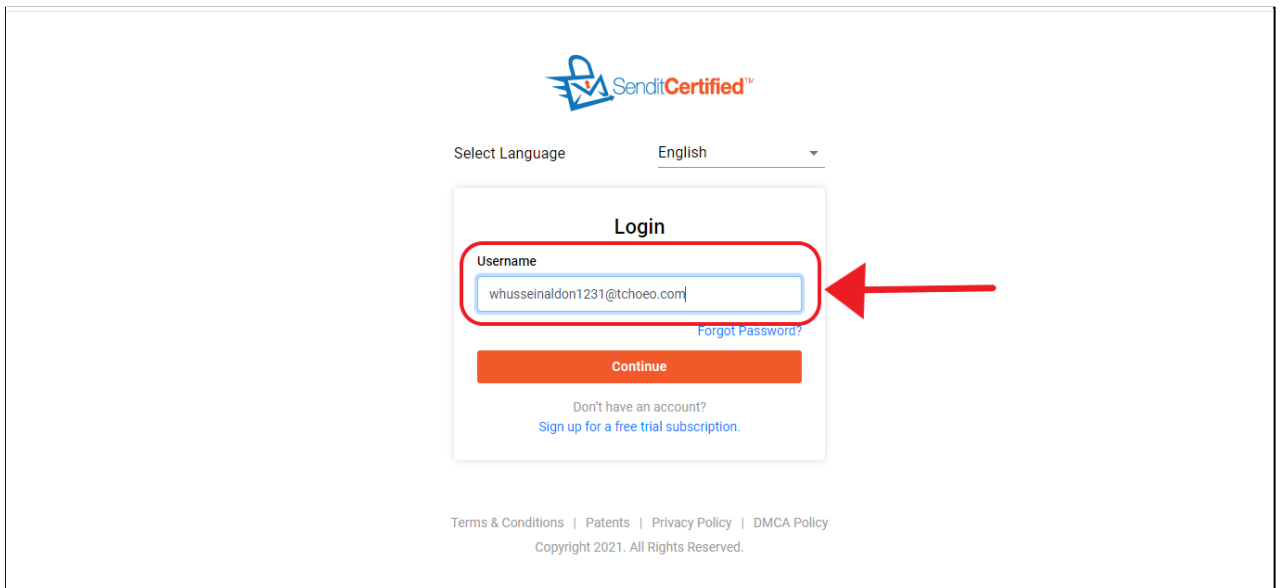 SenditCertified™
Select Language English
Login
Username
whusseinaldon1231@tchoeo.com
Forgot Password?
Continue
Don't have an account?
Sign up for a free trial subscription.
Terms & Conditions | Patents | Privacy Policy | DMCA Policy
Copyright 2021. All Rights Reserved.